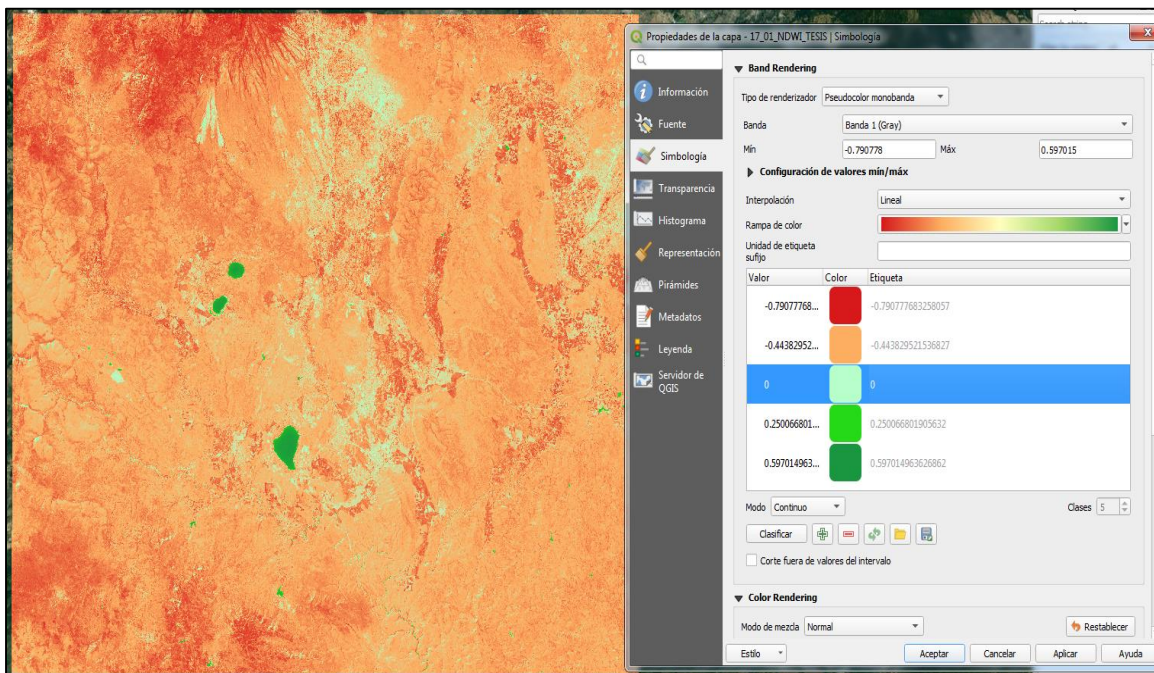 Propiedades de la capa - 17_01_NDWI_TESIS | Simbología
Información
Fuente
Simbología
Transparencia
Histograma
Representación
Pirámides
Metadatos
Leyenda
Servidor de
QGIS
Band Rendering
Tipo de renderizador Pseudocolor monobanda
Banda Banda 1 (Gray)
Mín -0.790778 Máx 0.597015
Configuración de valores mín/máx
Interpolación Lineal
Rampa de color
Unidad de etiqueta
sufijo
Valor Color Etiqueta
-0.79077768... -0.790777683258057
-0.44382952... -0.443829521536827
0 0
0.250066801... 0.250066801905632
0.597014963... 0.597014963626862
Modo Continuo Clases 5
Clasificar
Corte fuera de valores del intervalo
Color Rendering
Modo de mezcla Normal Restablecer
Estilo Aceptar Cancelar Aplicar Ayuda